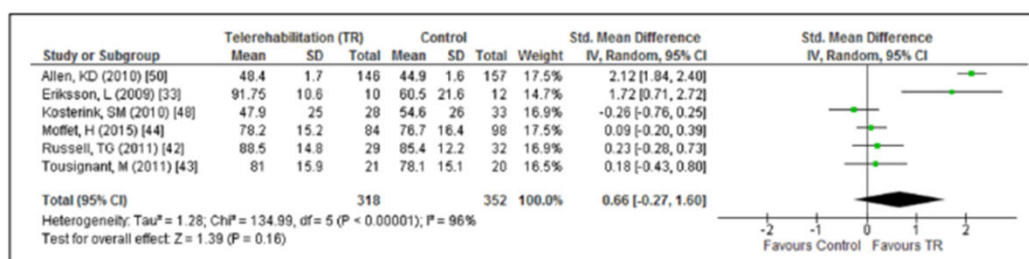 Telerehabilitation (TR) Control Std. Mean Difference Std. Mean Difference
Study or Subgroup Mean SD Total Mean SD Total Weight IV, Random, 95% CI IV, Random, 95% CI
Allen, KD (2010) [50] 48.4 1.7 146 44.9 1.6 157 17.5% 2.12 [1.84, 2.40]
Eriksson, L (2009) [33] 91.75 10.6 10 60.5 21.6 12 14.7% 1.72 [0.71, 2.72]
Kosterink, SM (2010) [48] 47.9 25 28 54.6 26 33 17.0% -0.26 [-0.76, 0.25]
Moffet, H (2015) [44] 78.2 15.2 84 76.7 16.4 98 17.5% 0.09 [-0.20, 0.39]
Russell, TG (2011) [42] 88.5 14.8 29 85.4 12.2 32 16.9% 0.23 [-0.28, 0.73]
Tousignant, M (2011) [43] 81 15.9 21 78.1 15.1 20 16.5% 0.18 [-0.43, 0.80]
Total (95% CI) 318 352 100.0% 0.66 [-0.27, 1.60]
Heterogeneity: Tau² = 1.28; Chi² = 134.99, df = 5 (P < 0.00001); I² = 96%
Test for overall effect: Z = 1.39 (P = 0.16)
-2 -1 0 1 2
Favours Control Favours TR